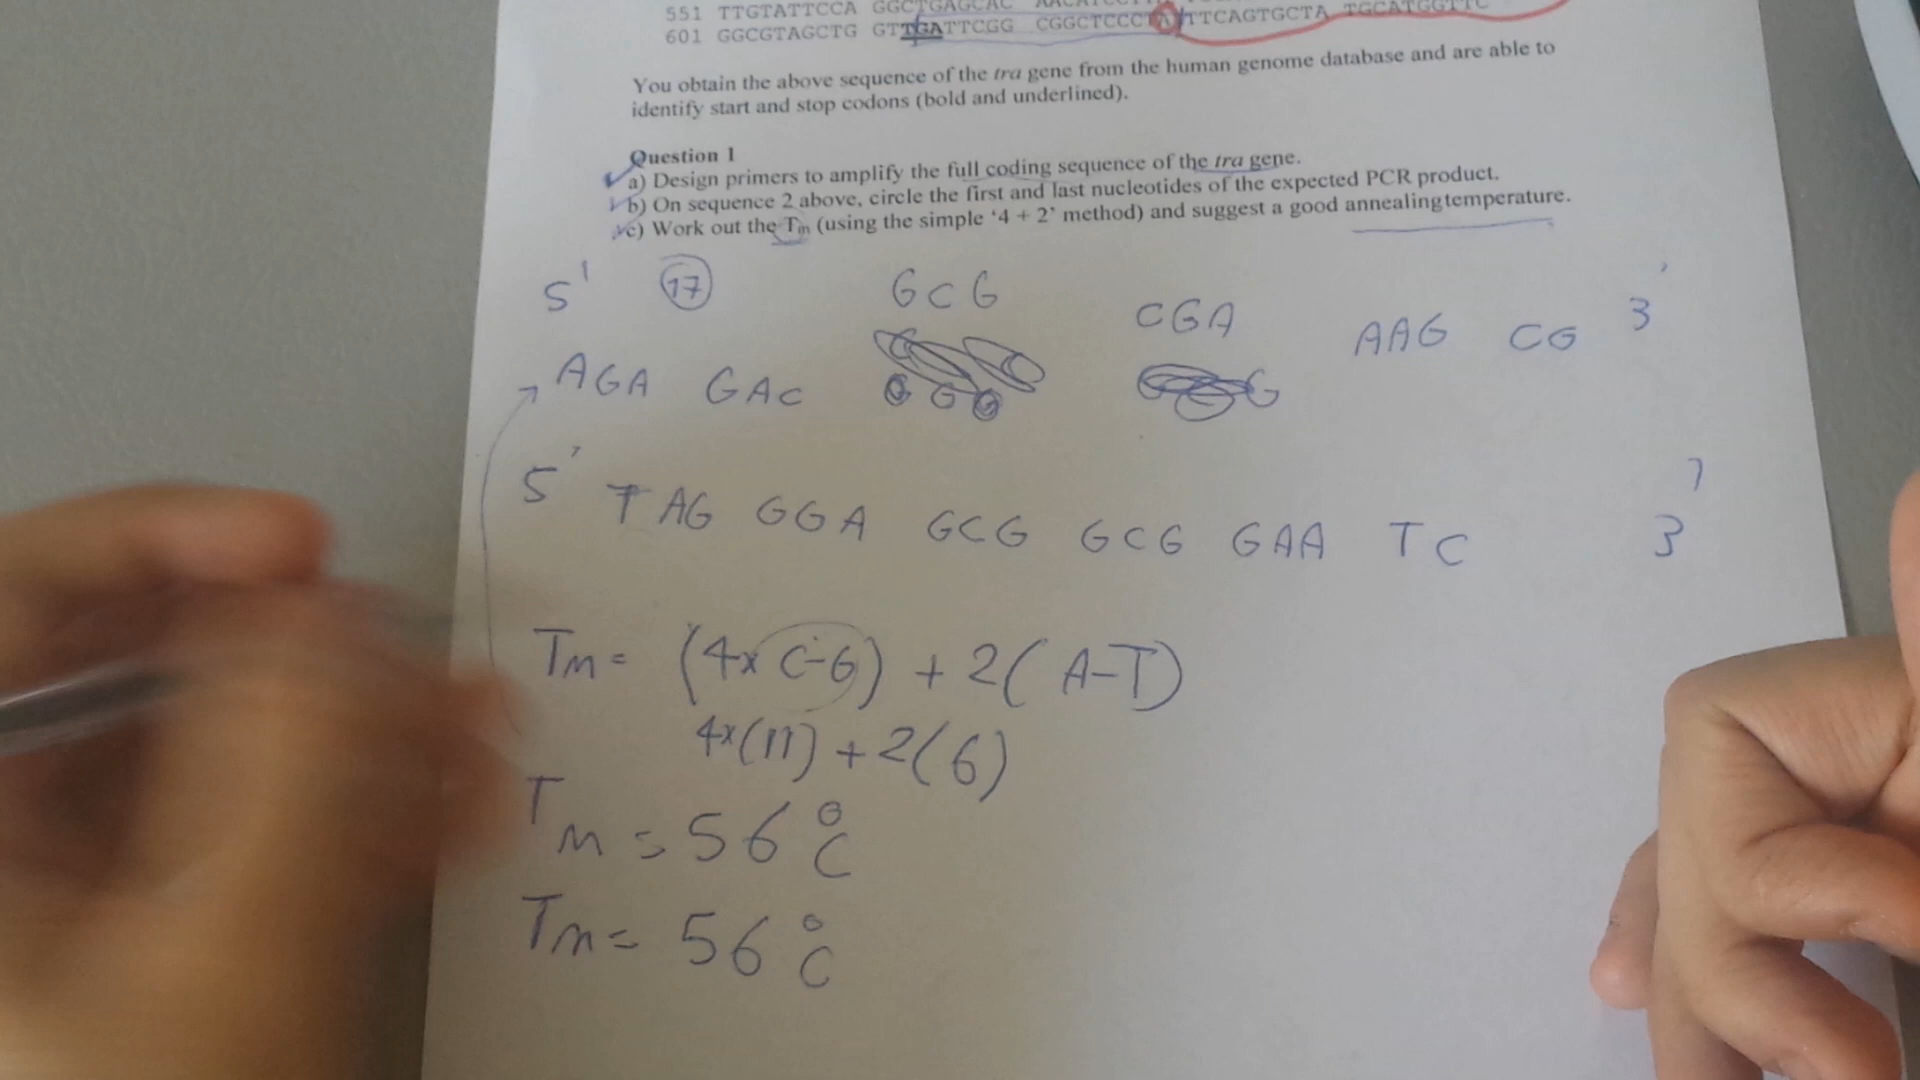 551 TTGTATTCCA GGCTGAGCAC
601 GGCGTAGCTG GTTGATTCGG CGGCTCCCTA TTCAGTGCTA TGCATGGTTC
You obtain the above sequence of the tra gene from the human genome database and are able to
identify start and stop codons (bold and underlined).
Question 1
a) Design primers to amplify the full coding sequence of the tra gene.
b) On sequence 2 above, circle the first and last nucleotides of the expected PCR product.
c) Work out the Tm (using the simple ‘4 + 2’ method) and suggest a good annealing temperature.
5' 17 GCG CGA AAG CG 3'
AGA GAC
5' TAG GGA GCG GCG GAA TC 3'
Tm= (4x C-G) + 2( A-T)
4x(11) + 2(6)
Tm = 56°C
Tm= 56°C